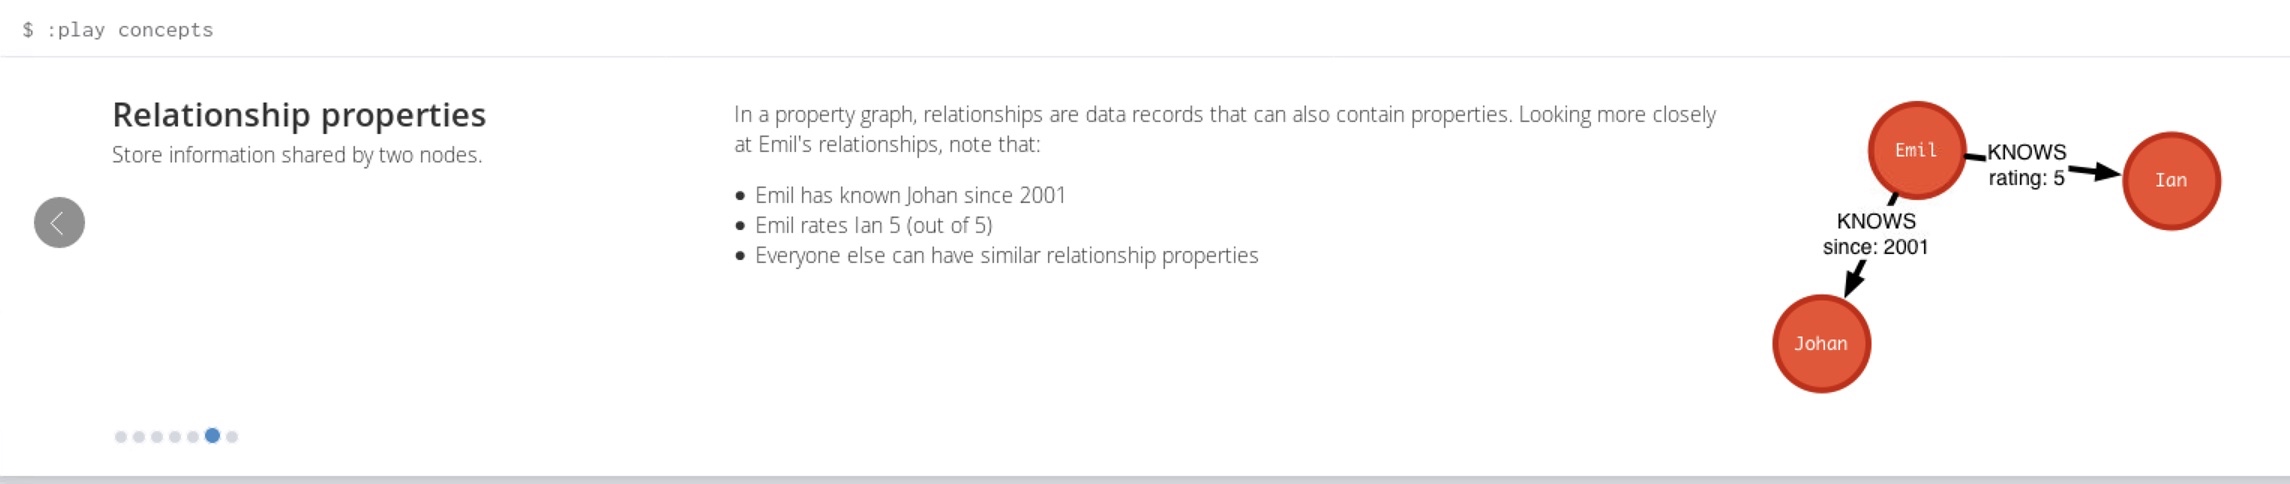 $ :play concepts
Relationship properties
Store information shared by two nodes.
In a property graph, relationships are data records that can also contain properties. Looking more closely
at Emil's relationships, note that:
• Emil has known Johan since 2001
• Emil rates Ian 5 (out of 5)
• Everyone else can have similar relationship properties
Emil
KNOWS
rating: 5
Ian
KNOWS
since: 2001
Johan